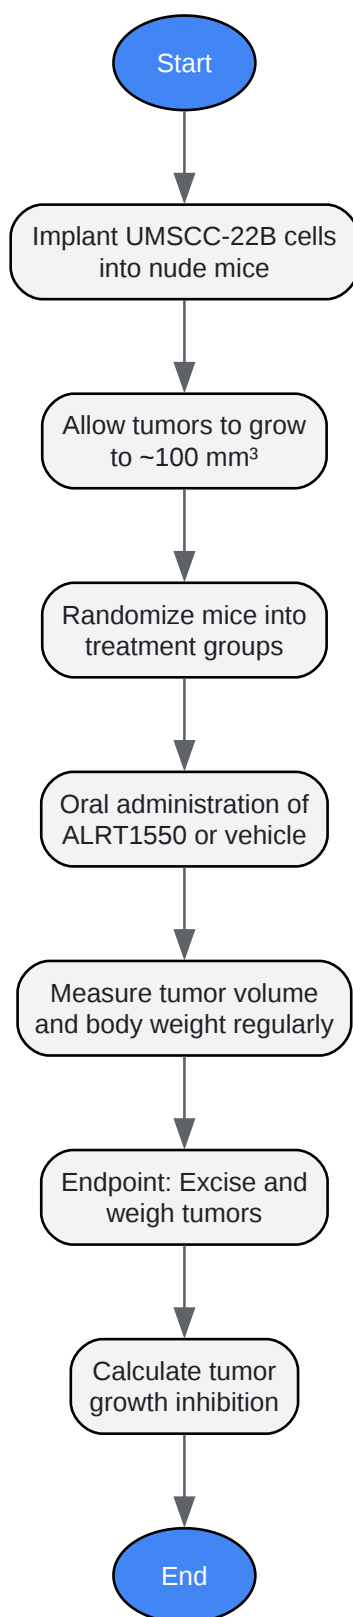 Start
Implant UMSCC-22B cells
into nude mice
Allow tumors to grow
to ~100 mm³
Randomize mice into
treatment groups
Oral administration of
ALRT1550 or vehicle
Measure tumor volume
and body weight regularly
Endpoint: Excise and
weigh tumors
Calculate tumor
growth inhibition
End